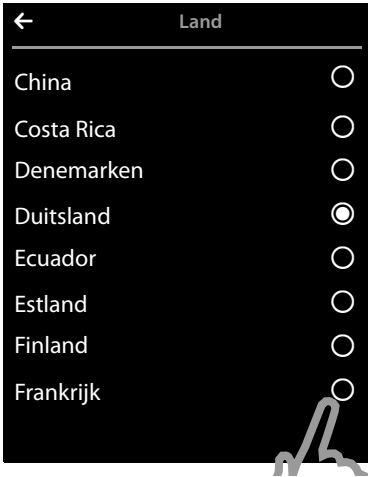 Land
China
Costa Rica
Denemarken
Duitsland
Ecuador
Estland
Finland
Frankrijk